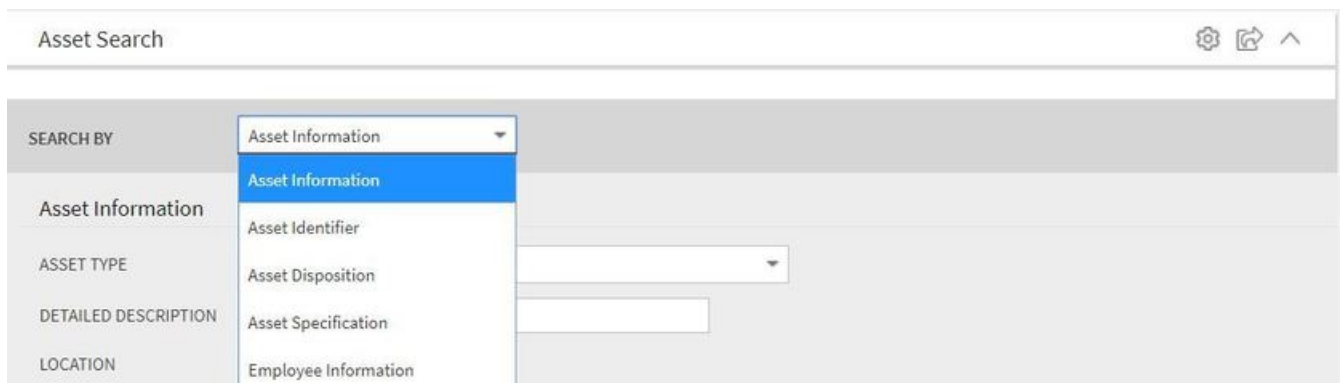 Asset Search
SEARCH BY
Asset Information
Asset Information
Asset Information
Asset Identifier
ASSET TYPE
Asset Disposition
DETAILED DESCRIPTION
Asset Specification
LOCATION
Employee Information